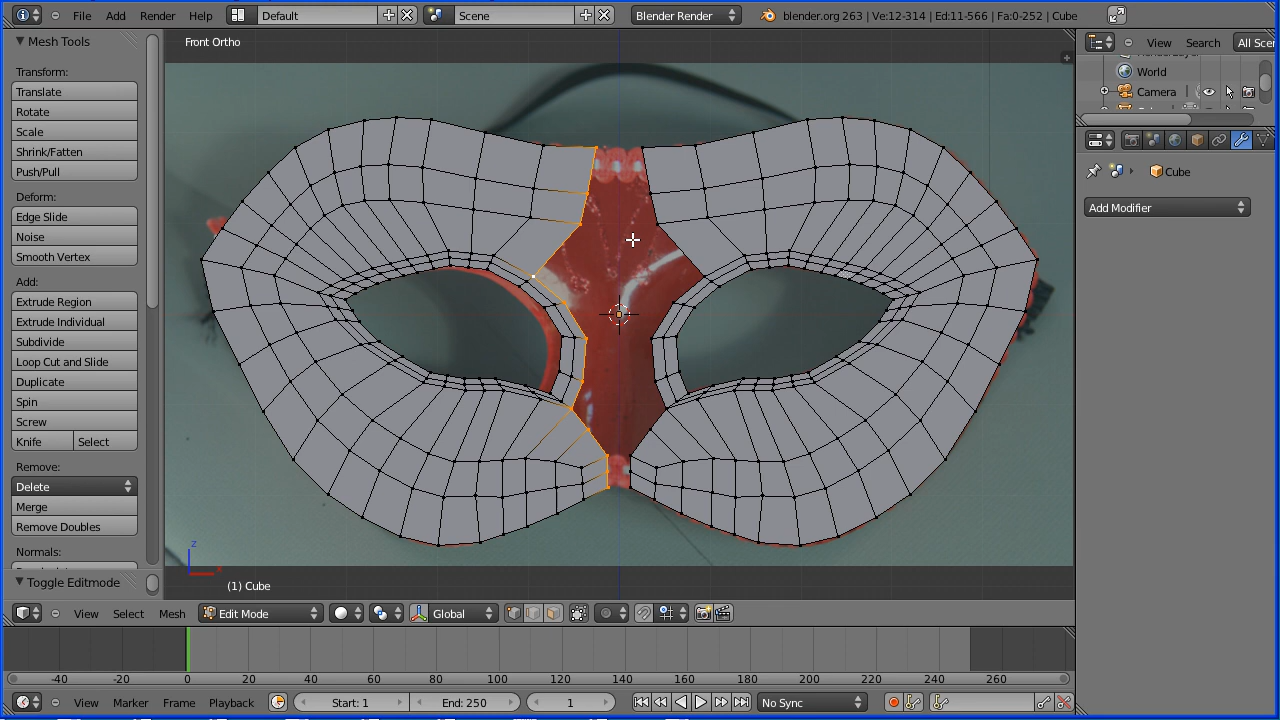 File Add Render Help Default Scene Blender Render blender.org 263 | Ve:12-314 | Ed:11-566 | Fa:0-252 | Cube
Mesh Tools
Transform:
Translate
Rotate
Scale
Shrink/Fatten
Push/Pull
Deform:
Edge Slide
Noise
Smooth Vertex
Add:
Extrude Region
Extrude Individual
Subdivide
Loop Cut and Slide
Duplicate
Spin
Screw
Knife Select
Remove:
Delete
Merge
Remove Doubles
Normals:
Toggle Editmode
Front Ortho
z
x
(1) Cube
View Search All Sce
World
Camera
Cube
Add Modifier
View Select Mesh Edit Mode Global
-40 -20 0 20 40 60 80 100 120 140 160 180 200 220 240 260
View Marker Frame Playback Start: 1 End: 250 1 No Sync